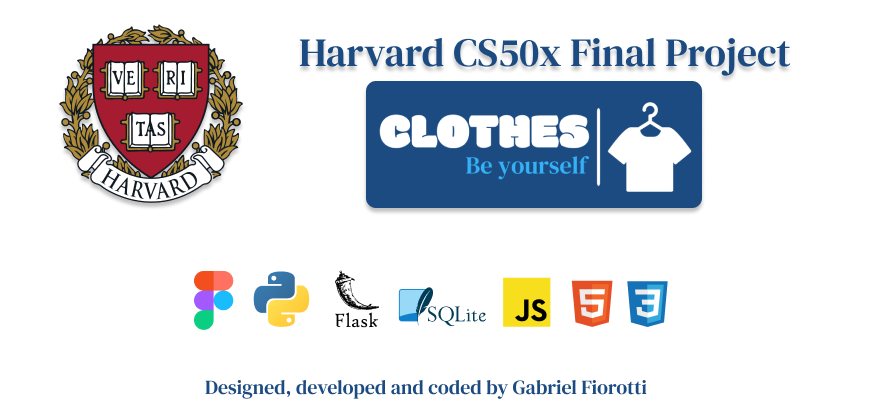 Harvard CS50x Final Project
VE RI
TAS
HARVARD
CLOTHES
Be yourself
Flask
SQLite
JS
5
3
Designed, developed and coded by Gabriel Fiorotti